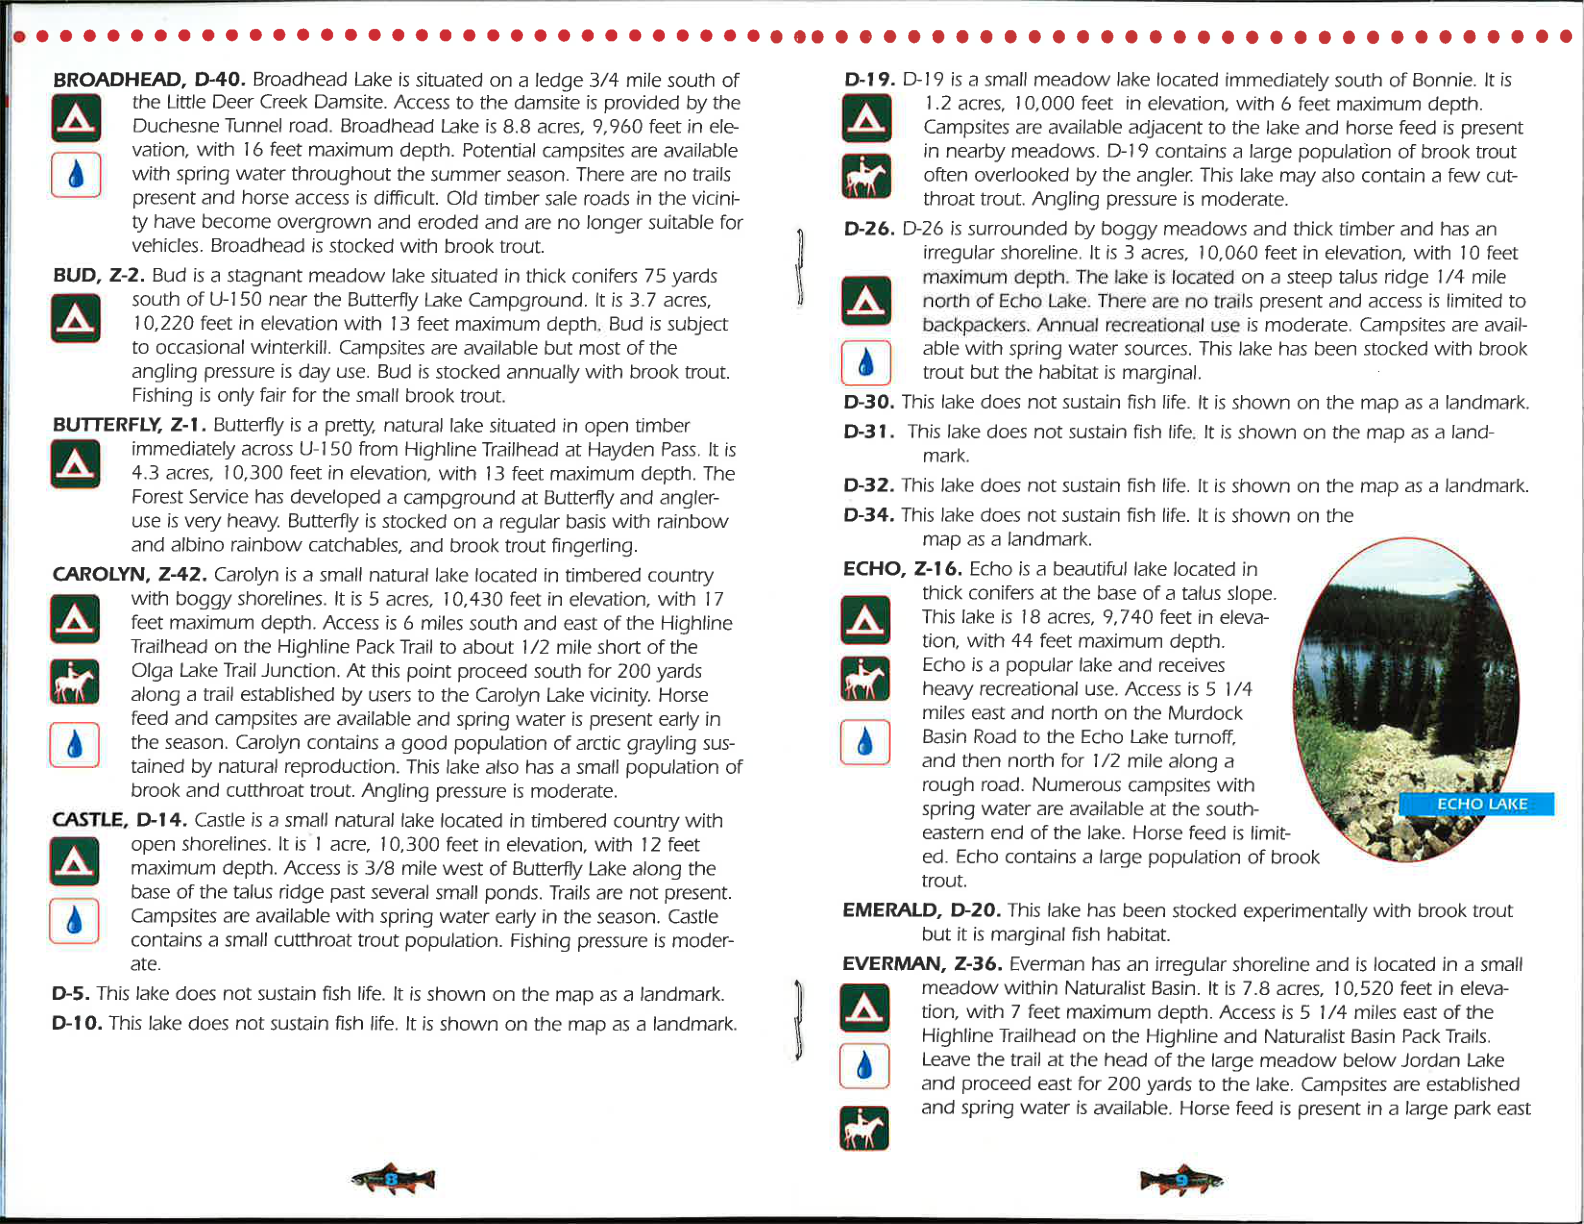 BROADHEAD, D-40. Broadhead Lake is situated on a ledge 3/4 mile south of
the Little Deer Creek Damsite. Access to the damsite is provided by the
Duchesne Tunnel road. Broadhead Lake is 8.8 acres, 9,960 feet in ele-
vation, with 16 feet maximum depth. Potential campsites are available
with spring water throughout the summer season. There are no trails
present and horse access is difficult. Old timber sale roads in the vicini-
ty have become overgrown and eroded and are no longer suitable for
vehicles. Broadhead is stocked with brook trout.
BUD, Z-2. Bud is a stagnant meadow lake situated in thick conifers 75 yards
south of U-150 near the Butterfly Lake Campground. It is 3.7 acres,
10,220 feet in elevation with 13 feet maximum depth. Bud is subject
to occasional winterkill. Campsites are available but most of the
angling pressure is day use. Bud is stocked annually with brook trout.
Fishing is only fair for the small brook trout.
BUTTERFLY, Z-1. Butterfly is a pretty, natural lake situated in open timber
immediately across U-150 from Highline Trailhead at Hayden Pass. It is
4.3 acres, 10,300 feet in elevation, with 13 feet maximum depth. The
Forest Service has developed a campground at Butterfly and angler-
use is very heavy. Butterfly is stocked on a regular basis with rainbow
and albino rainbow catchables, and brook trout fingerling.
CAROLYN, Z-42. Carolyn is a small natural lake located in timbered country
with boggy shorelines. It is 5 acres, 10,430 feet in elevation, with 17
feet maximum depth. Access is 6 miles south and east of the Highline
Trailhead on the Highline Pack Trail to about 1/2 mile short of the
Olga Lake Trail Junction. At this point proceed south for 200 yards
along a trail established by users to the Carolyn Lake vicinity. Horse
feed and campsites are available and spring water is present early in
the season. Carolyn contains a good population of arctic grayling sus-
tained by natural reproduction. This lake also has a small population of
brook and cutthroat trout. Angling pressure is moderate.
CASTLE, D-14. Castle is a small natural lake located in timbered country with
open shorelines. It is 1 acre, 10,300 feet in elevation, with 12 feet
maximum depth. Access is 3/8 mile west of Butterfly Lake along the
base of the talus ridge past several small ponds. Trails are not present.
Campsites are available with spring water early in the season. Castle
contains a small cutthroat trout population. Fishing pressure is moder-
ate.
D-5. This lake does not sustain fish life. It is shown on the map as a landmark.
D-10. This lake does not sustain fish life. It is shown on the map as a landmark.
8
D-19. D-19 is a small meadow lake located immediately south of Bonnie. It is
1.2 acres, 10,000 feet in elevation, with 6 feet maximum depth.
Campsites are available adjacent to the lake and horse feed is present
in nearby meadows. D-19 contains a large population of brook trout
often overlooked by the angler. This lake may also contain a few cut-
throat trout. Angling pressure is moderate.
D-26. D-26 is surrounded by boggy meadows and thick timber and has an
irregular shoreline. It is 3 acres, 10,060 feet in elevation, with 10 feet
maximum depth. The lake is located on a steep talus ridge 1/4 mile
north of Echo Lake. There are no trails present and access is limited to
backpackers. Annual recreational use is moderate. Campsites are avail-
able with spring water sources. This lake has been stocked with brook
trout but the habitat is marginal.
D-30. This lake does not sustain fish life. It is shown on the map as a landmark.
D-31. This lake does not sustain fish life. It is shown on the map as a land-
mark.
D-32. This lake does not sustain fish life. It is shown on the map as a landmark.
D-34. This lake does not sustain fish life. It is shown on the
map as a landmark.
ECHO, Z-16. Echo is a beautiful lake located in
thick conifers at the base of a talus slope.
This lake is 18 acres, 9,740 feet in eleva-
tion, with 44 feet maximum depth.
Echo is a popular lake and receives
heavy recreational use. Access is 5 1/4
miles east and north on the Murdock
Basin Road to the Echo Lake turnoff,
and then north for 1/2 mile along a
rough road. Numerous campsites with
spring water are available at the south-
eastern end of the lake. Horse feed is limit-
ed. Echo contains a large population of brook
trout.
ECHO LAKE
EMERALD, D-20. This lake has been stocked experimentally with brook trout
but it is marginal fish habitat.
EVERMAN, Z-36. Everman has an irregular shoreline and is located in a small
meadow within Naturalist Basin. It is 7.8 acres, 10,520 feet in eleva-
tion, with 7 feet maximum depth. Access is 5 1/4 miles east of the
Highline Trailhead on the Highline and Naturalist Basin Pack Trails.
Leave the trail at the head of the large meadow below Jordan Lake
and proceed east for 200 yards to the lake. Campsites are established
and spring water is available. Horse feed is present in a large park east
9